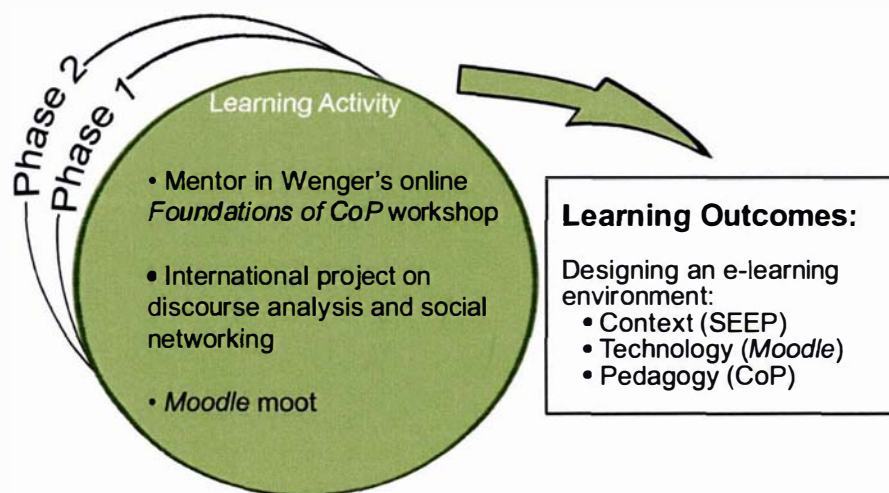 Phase 2
Phase 1
Learning Activity
• Mentor in Wenger's online
Foundations of CoP workshop
• International project on
discourse analysis and social
networking
• Moodle moot
Learning Outcomes:
Designing an e-learning
environment:
• Context (SEEP)
• Technology (Moodle)
• Pedagogy (CoP)